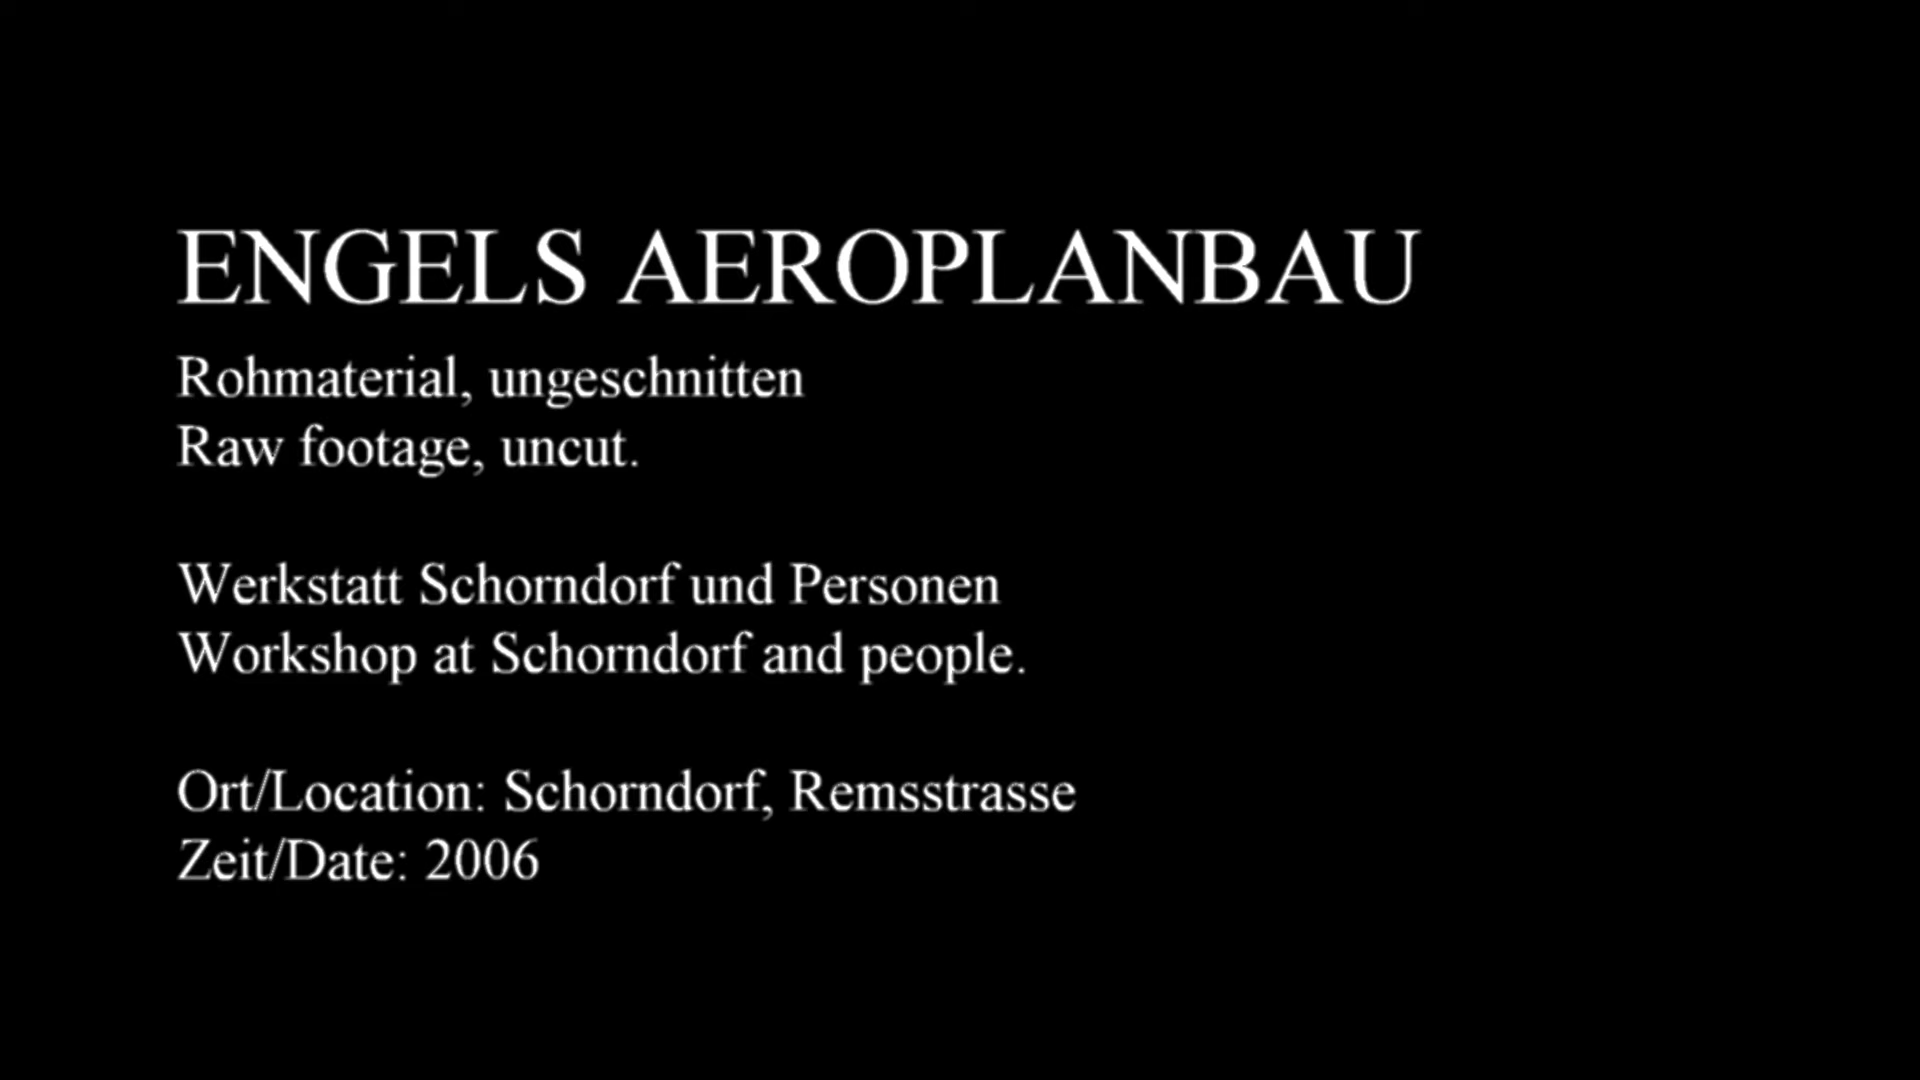 ENGELS AEROPLANBAU
Rohmaterial, ungeschnitten
Raw footage, uncut.
Werkstatt Schorndorf und Personen
Workshop at Schorndorf and people.
Ort/Location: Schorndorf, Remsstrasse
Zeit/Date: 2006